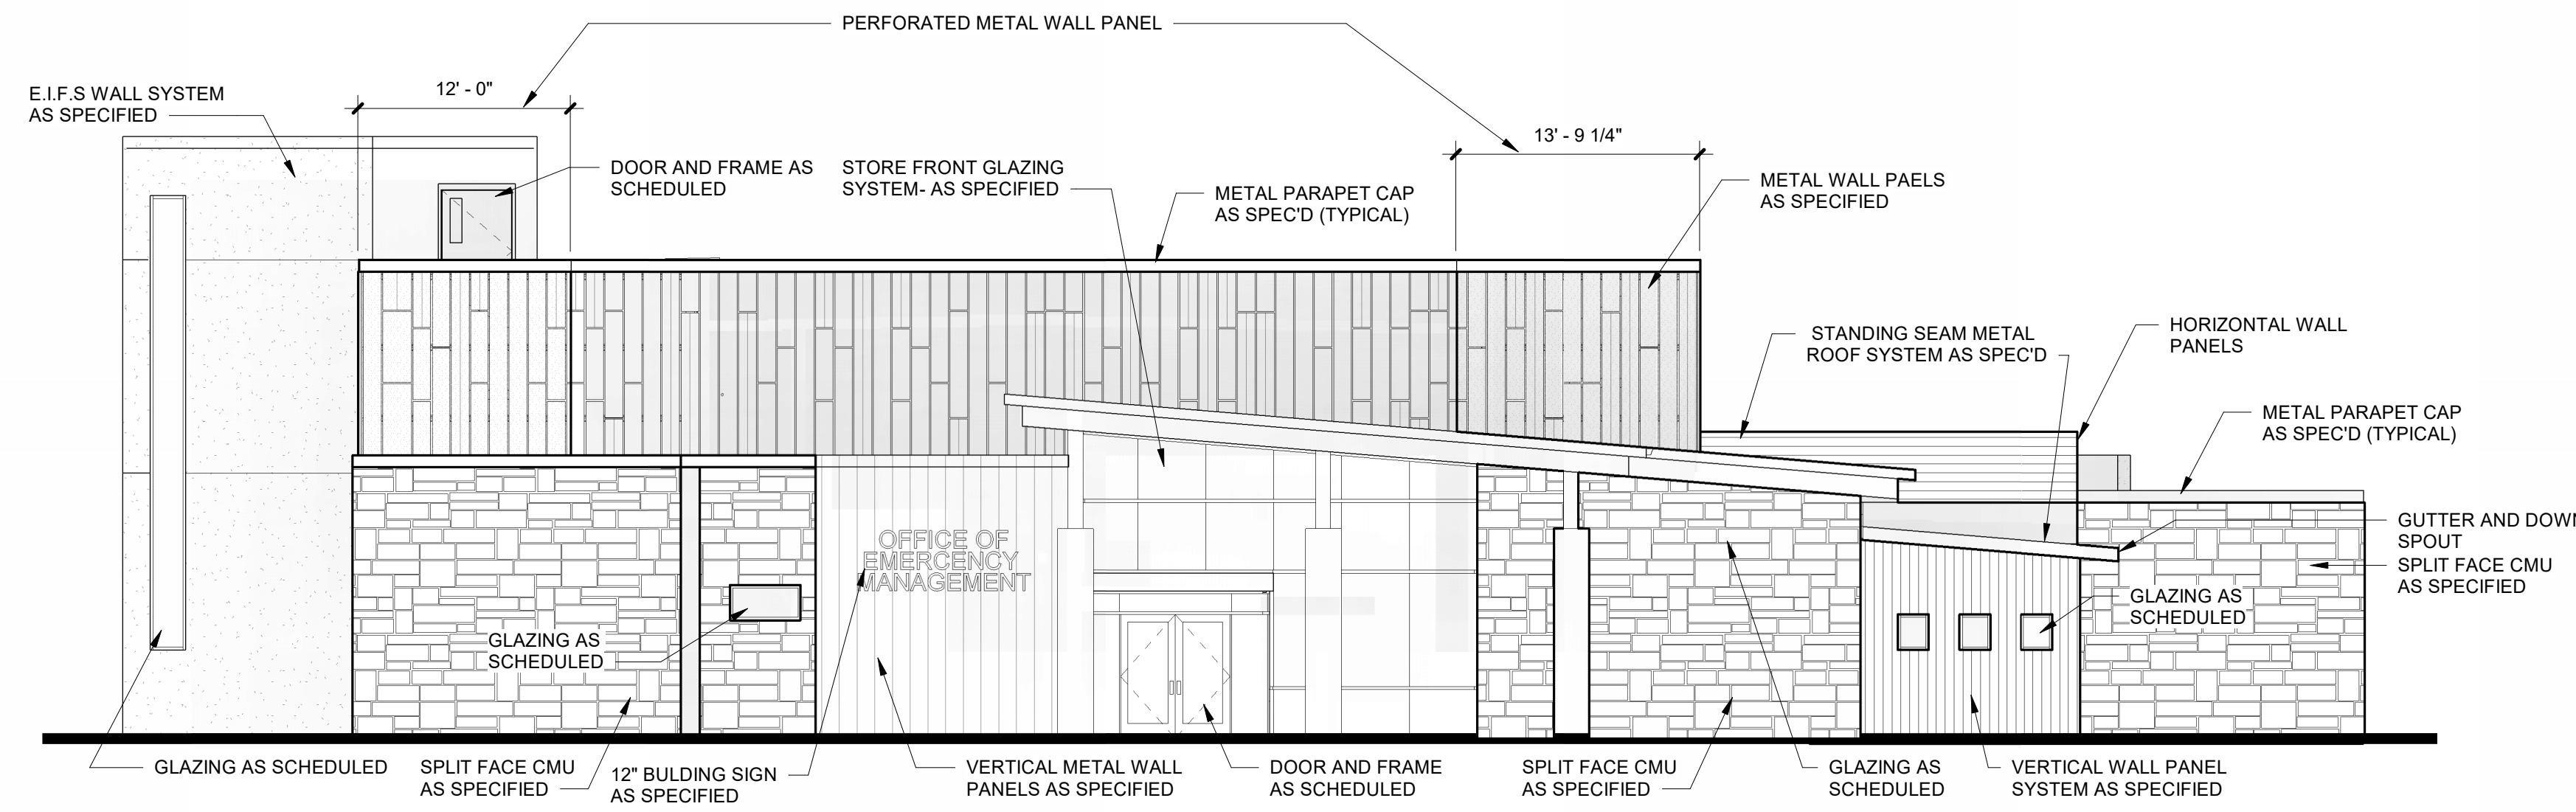 PERFORATED METAL WALL PANEL
12' - 0"
E.I.F.S WALL SYSTEM
AS SPECIFIED
13' - 9 1/4"
DOOR AND FRAME AS
SCHEDULED
STORE FRONT GLAZING
SYSTEM- AS SPECIFIED
METAL PARAPET CAP
AS SPEC'D (TYPICAL)
METAL WALL PAELS
AS SPECIFIED
STANDING SEAM METAL
ROOF SYSTEM AS SPEC'D
HORIZONTAL WALL
PANELS
METAL PARAPET CAP
AS SPEC'D (TYPICAL)
OFFICE OF
EMERCENCY
MANAGEMENT
GUTTER AND DOWN
SPOUT
SPLIT FACE CMU
AS SPECIFIED
GLAZING AS
SCHEDULED
GLAZING AS
SCHEDULED
GLAZING AS SCHEDULED
SPLIT FACE CMU
AS SPECIFIED
12" BULDING SIGN
AS SPECIFIED
VERTICAL METAL WALL
PANELS AS SPECIFIED
DOOR AND FRAME
AS SCHEDULED
SPLIT FACE CMU
AS SPECIFIED
GLAZING AS
SCHEDULED
VERTICAL WALL PANEL
SYSTEM AS SPECIFIED